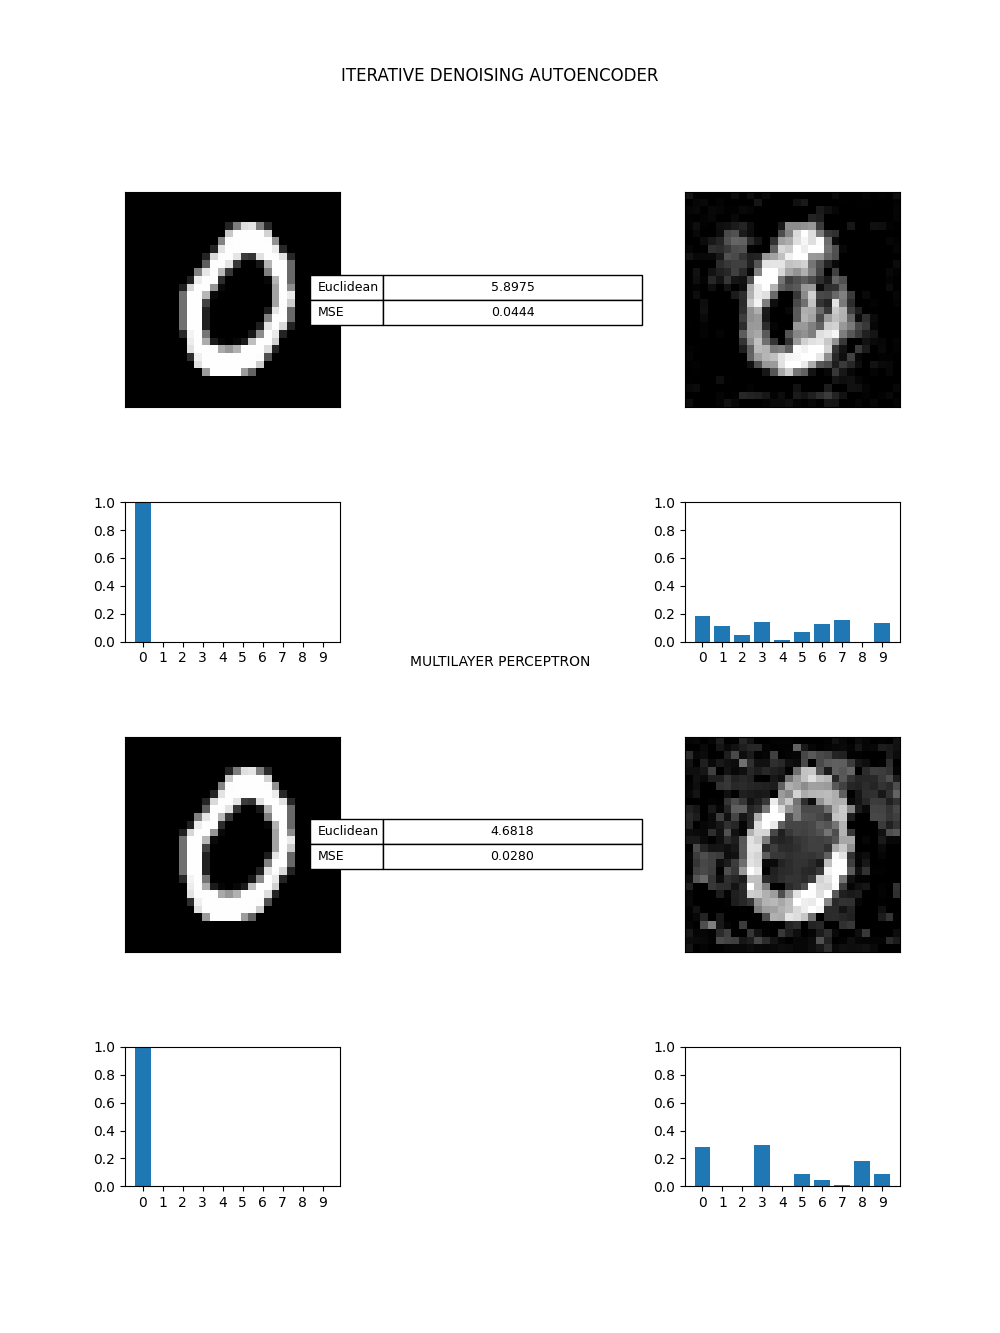 ITERATIVE DENOISING AUTOENCODER
Euclidean 5.8975
MSE 0.0444
1.0 1.0
0.8 0.8
0.6 0.6
0.4 0.4
0.2 0.2
0.0 0.0
0 1 2 3 4 5 6 7 8 9 0 1 2 3 4 5 6 7 8 9
MULTILAYER PERCEPTRON
Euclidean 4.6818
MSE 0.0280
1.0 1.0
0.8 0.8
0.6 0.6
0.4 0.4
0.2 0.2
0.0 0.0
0 1 2 3 4 5 6 7 8 9 0 1 2 3 4 5 6 7 8 9